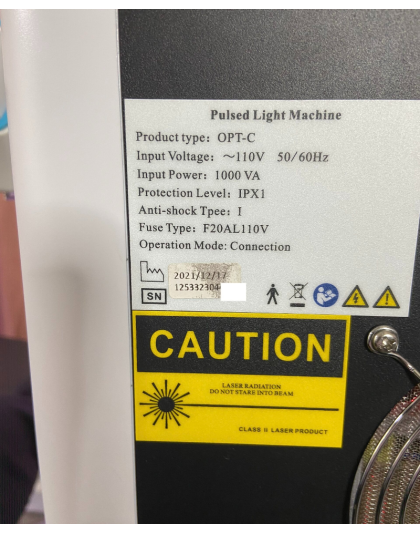 Pulsed Light Machine
Product type: OPT-C
Input Voltage: ～110V 50/60Hz
Input Power: 1000 VA
Protection Level: IPX1
Anti-shock Tpee: I
Fuse Type: F20AL110V
Operation Mode: Connection
2021/12/17
SN 125332304
CAUTION
LASER RADIATION
DO NOT STARE INTO BEAM
CLASS II LASER PRODUCT